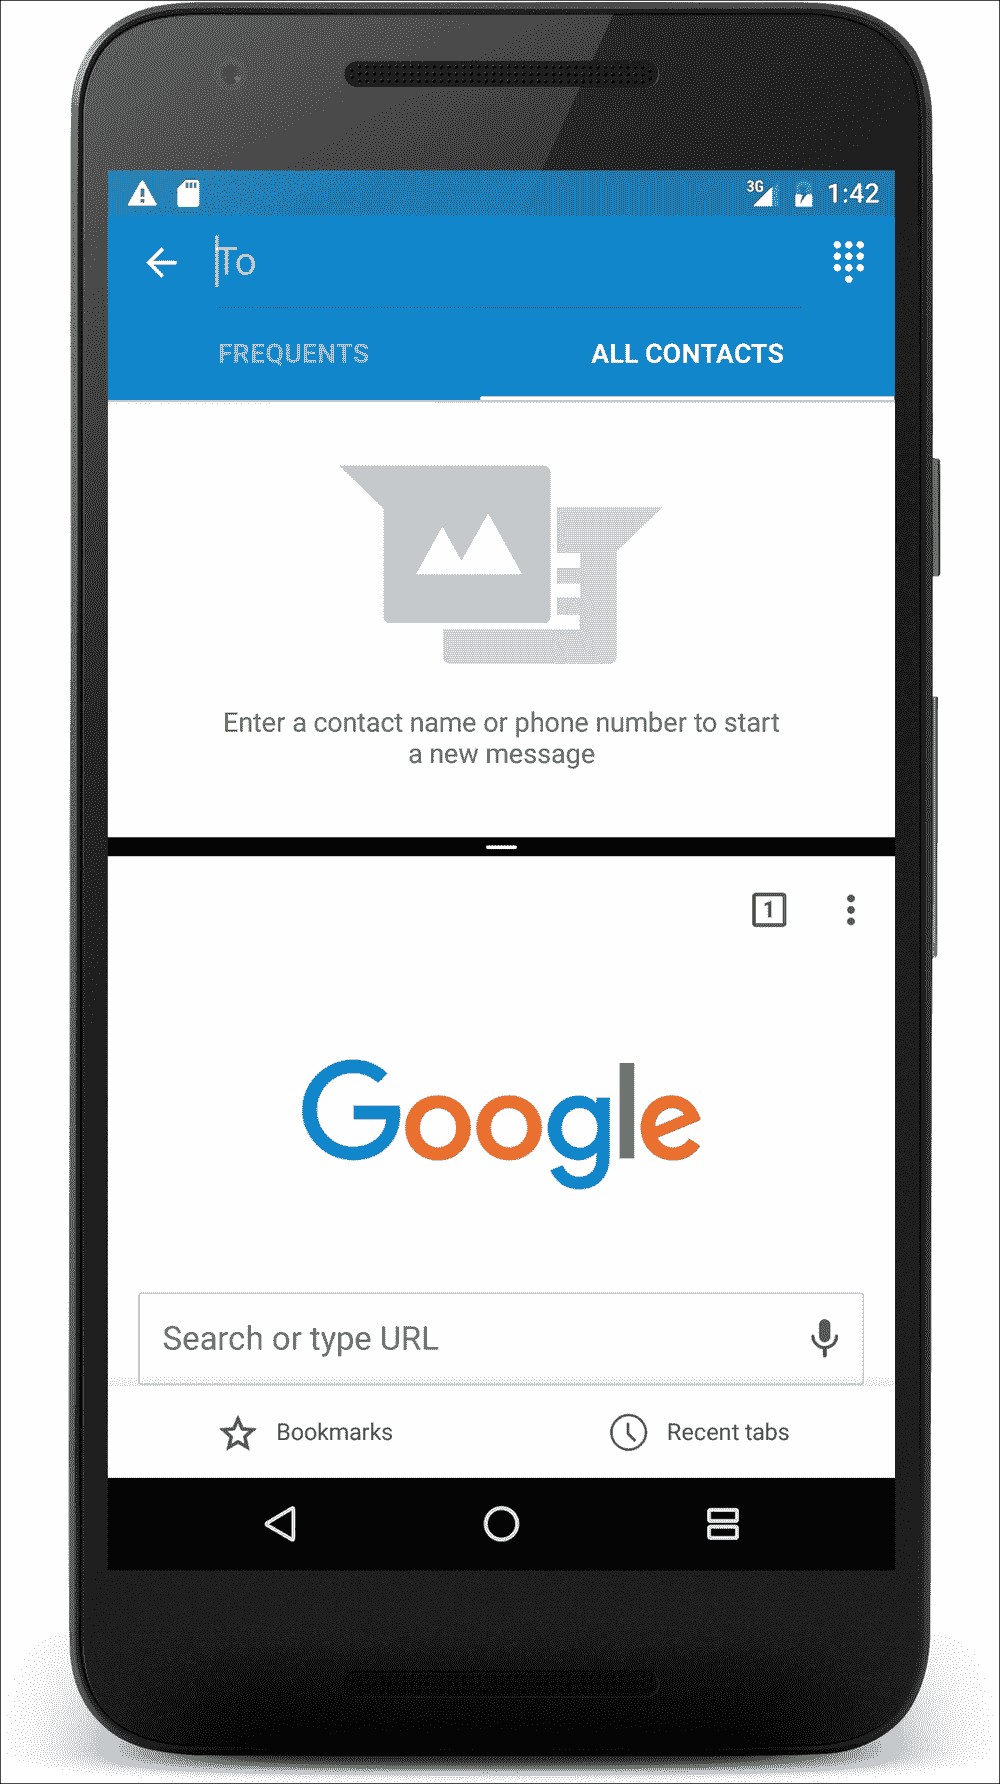 3G 1:42
To
FREQUENTS ALL CONTACTS
Enter a contact name or phone number to start
a new message
1
Google
Search or type URL
Bookmarks Recent tabs